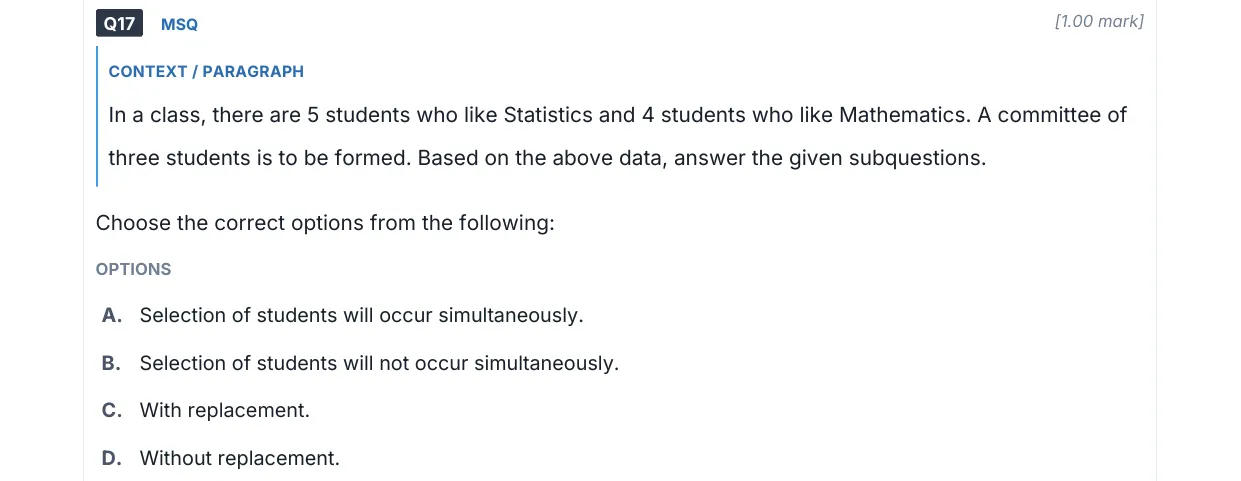 Q17 MSQ [1.00 mark]
CONTEXT / PARAGRAPH
In a class, there are 5 students who like Statistics and 4 students who like Mathematics. A committee of
three students is to be formed. Based on the above data, answer the given subquestions.
Choose the correct options from the following:
OPTIONS
A. Selection of students will occur simultaneously.
B. Selection of students will not occur simultaneously.
C. With replacement.
D. Without replacement.